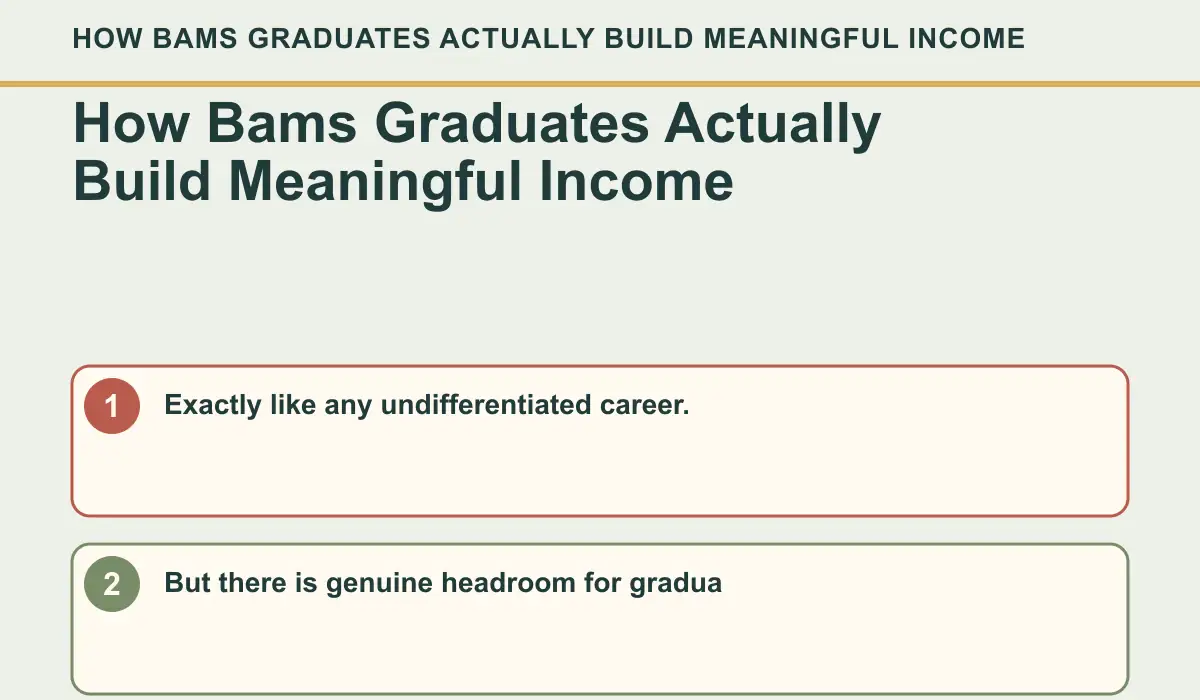 HOW BAMS GRADUATES ACTUALLY BUILD MEANINGFUL INCOME
How Bams Graduates Actually
Build Meaningful Income
1 Exactly like any undifferentiated career.
2 But there is genuine headroom for gradua